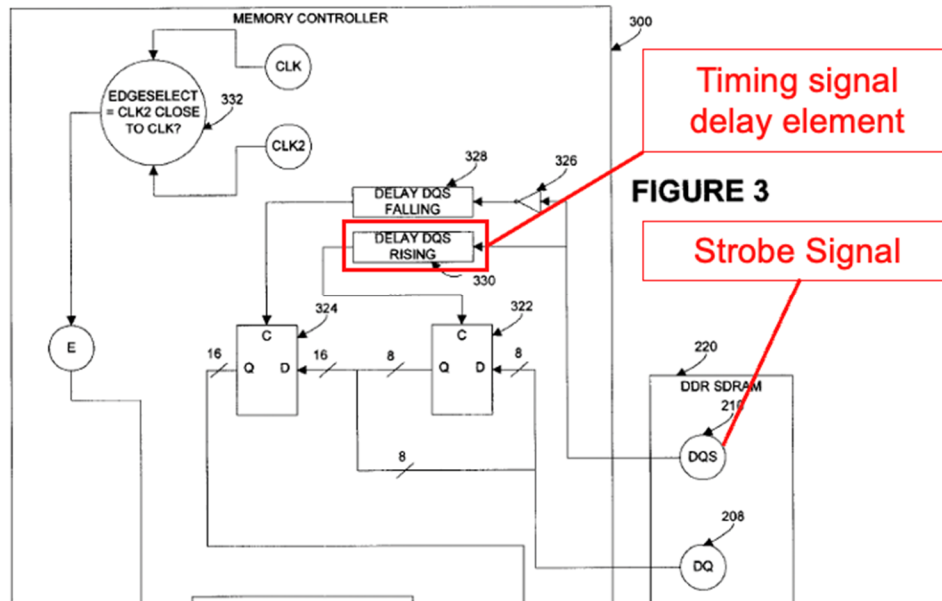 MEMORY CONTROLLER
300
CLK
EDGESELECT
= CLK2 CLOSE
TO CLK?
332
CLK2
Timing signal
delay element
328
326
DELAY DQS
FALLING
FIGURE 3
DELAY DQS
RISING
330
Strobe Signal
324
322
C
C
E
16
Q
D
16
8
Q
D
8
220
DDR SDRAM
210
DQS
8
208
DQ